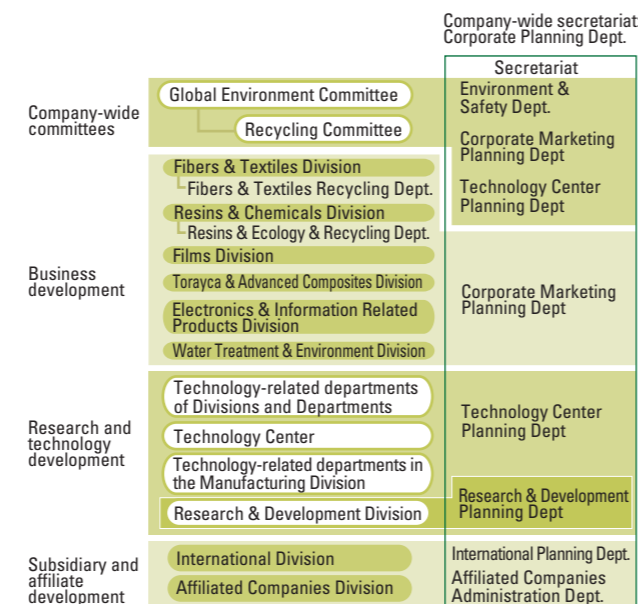 Company-wide secretariat
Corporate Planning Dept.
Secretariat
Company-wide
committees
Global Environment Committee
Recycling Committee
Environment &
Safety Dept.
Corporate Marketing
Planning Dept
Technology Center
Planning Dept
Business
development
Fibers & Textiles Division
Fibers & Textiles Recycling Dept.
Resins & Chemicals Division
Resins & Ecology & Recycling Dept.
Films Division
Torayca & Advanced Composites Division
Electronics & Information Related
Products Division
Water Treatment & Environment Division
Corporate Marketing
Planning Dept
Research and
technology
development
Technology-related departments
of Divisions and Departments
Technology Center
Technology-related departments in
the Manufacturing Division
Research & Development Division
Technology Center
Planning Dept
Research & Development
Planning Dept
Subsidiary and
affiliate
development
International Division
Affiliated Companies Division
International Planning Dept.
Affiliated Companies
Administration Dept.